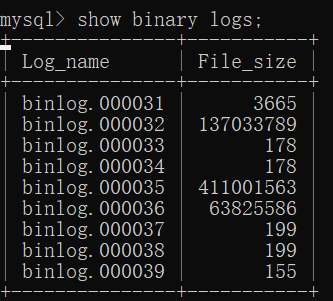 mysql> show binary logs;
+---------------+-----------+
| Log_name      | File_size |
+---------------+-----------+
| binlog.000031 |      3665 |
| binlog.000032 | 137033789 |
| binlog.000033 |       178 |
| binlog.000034 |       178 |
| binlog.000035 | 411001563 |
| binlog.000036 |  63825586 |
| binlog.000037 |       199 |
| binlog.000038 |       199 |
| binlog.000039 |       155 |
+---------------+-----------+